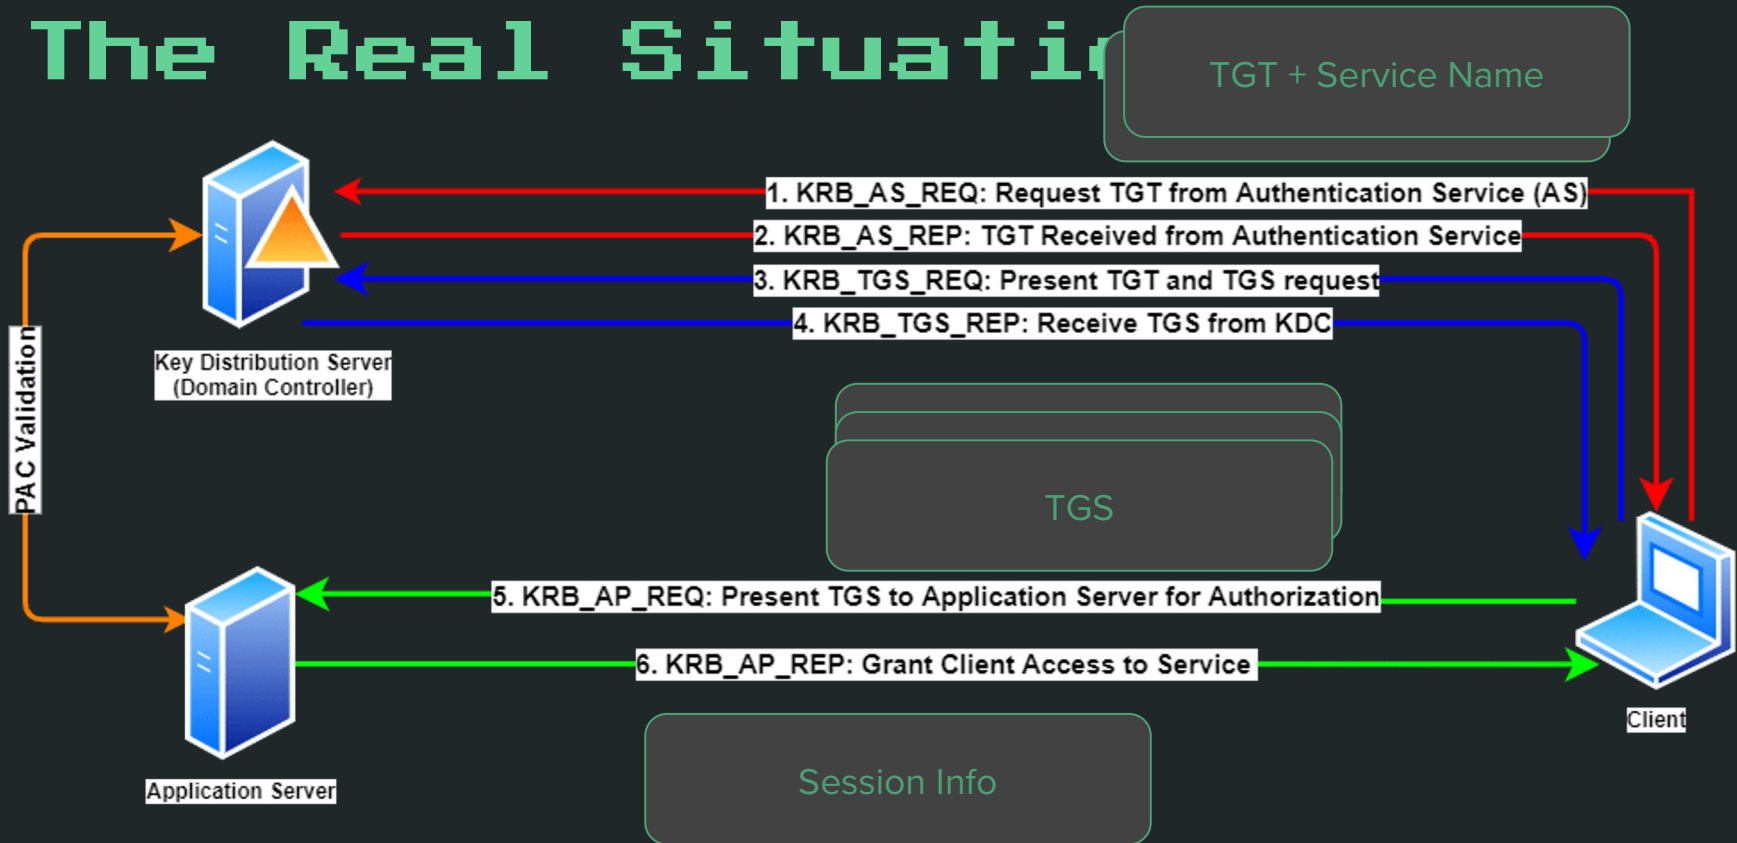 The Real Situatio
TGT + Service Name
1. KRB_AS_REQ: Request TGT from Authentication Service (AS)
2. KRB_AS_REP: TGT Received from Authentication Service
3. KRB_TGS_REQ: Present TGT and TGS request
4. KRB_TGS_REP: Receive TGS from KDC
Key Distribution Server
(Domain Controller)
PAC Validation
TGS
5. KRB_AP_REQ: Present TGS to Application Server for Authorization
6. KRB_AP_REP: Grant Client Access to Service
Client
Session Info
Application Server